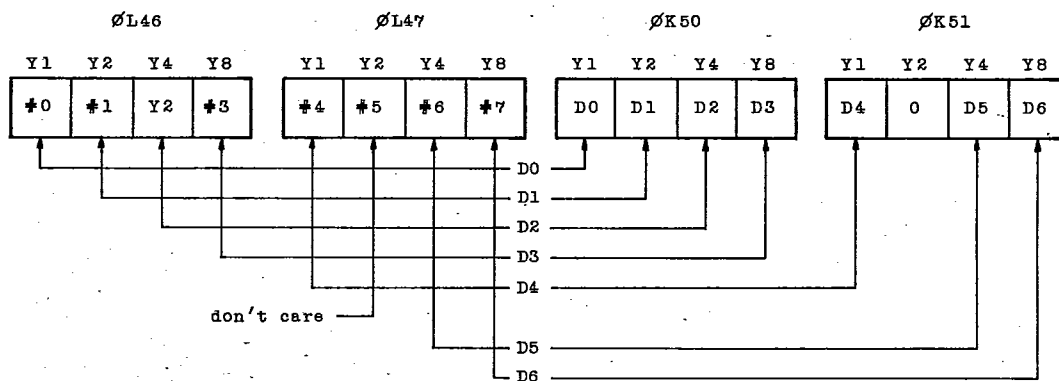 ØL46 ØL47 ØK50 ØK51
Y1 Y2 Y4 Y8 Y1 Y2 Y4 Y8 Y1 Y2 Y4 Y8 Y1 Y2 Y4 Y8
#0 #1 Y2 #3 #4 #5 #6 #7 D0 D1 D2 D3 D4 0 D5 D6
D0
D1
D2
D3
D4
don't care
D5
D6